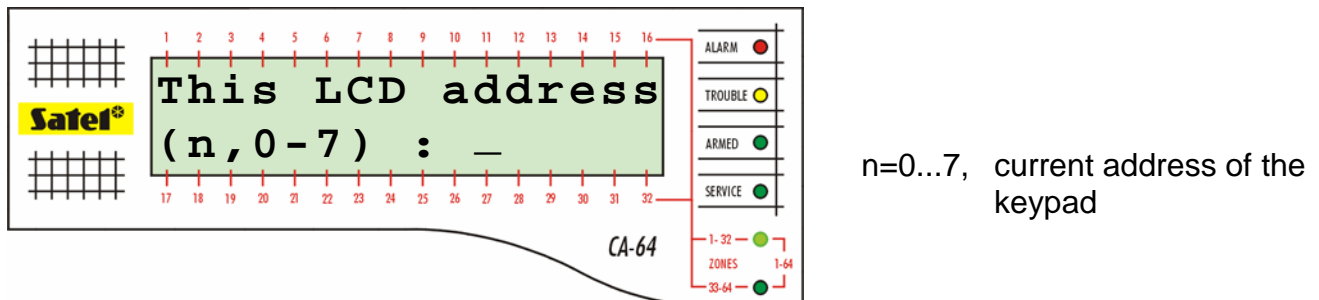 1 2 3 4 5 6 7 8 9 10 11 12 13 14 15 16
This LCD address
(n,0-7) : _
17 18 19 20 21 22 23 24 25 26 27 28 29 30 31 32
Satel®
ALARM
TROUBLE
ARMED
SERVICE
CA-64
1-32
ZONES 1-64
33-64
n=0...7, current address of the
keypad